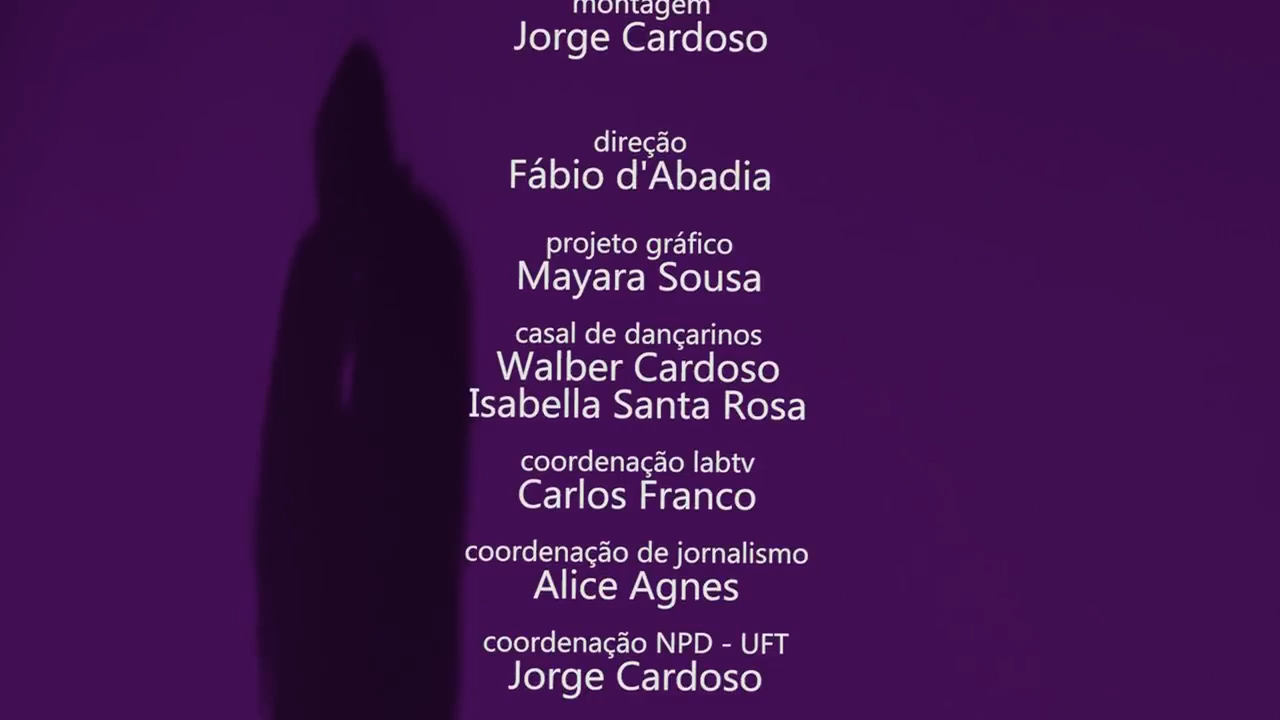 montagem
Jorge Cardoso
direção
Fábio d'Abadia
projeto gráfico
Mayara Sousa
casal de dançarinos
Walber Cardoso
Isabella Santa Rosa
coordenação labtv
Carlos Franco
coordenação de jornalismo
Alice Agnes
coordenação NPD - UFT
Jorge Cardoso